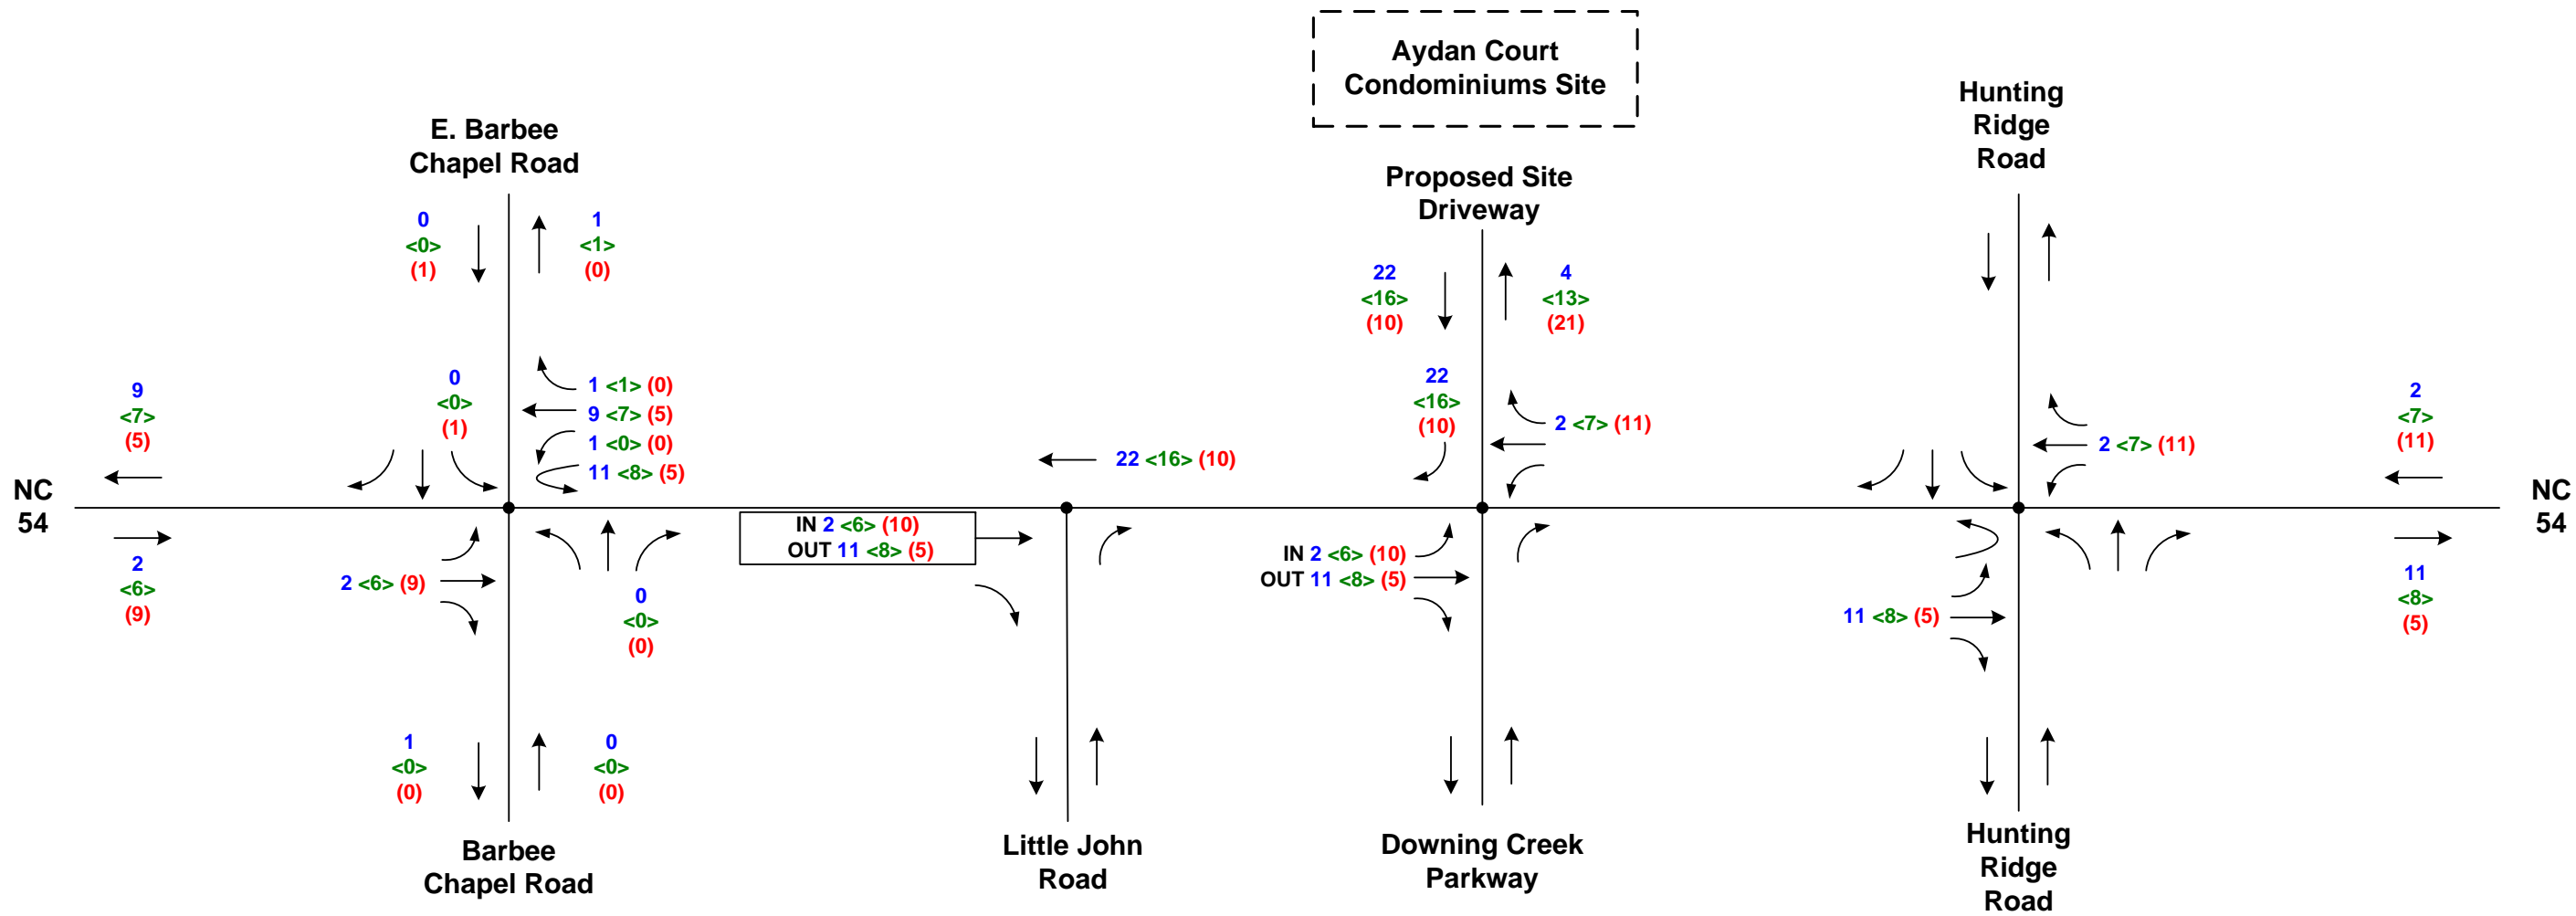 Aydan Court
Condominiums Site
E. Barbee
Chapel Road
Hunting
Ridge
Road
Proposed Site
Driveway
0
<0>
(1)
1
<1>
(0)
22
<16>
(10)
4
<13>
(21)
9
<7>
(5)
0
<0>
(1)
1 <1> (0)
9 <7> (5)
1 <0> (0)
11 <8> (5)
22 <16> (10)
22
<16>
(10)
2 <7> (11)
2 <7> (11)
2
<7>
(11)
NC
54
NC
54
2
<6>
(9)
2 <6> (9)
0
<0>
(0)
IN 2 <6> (10)
OUT 11 <8> (5)
IN 2 <6> (10)
OUT 11 <8> (5)
11 <8> (5)
11
<8>
(5)
1
<0>
(0)
0
<0>
(0)
Barbee
Chapel Road
Little John
Road
Downing Creek
Parkway
Hunting
Ridge
Road